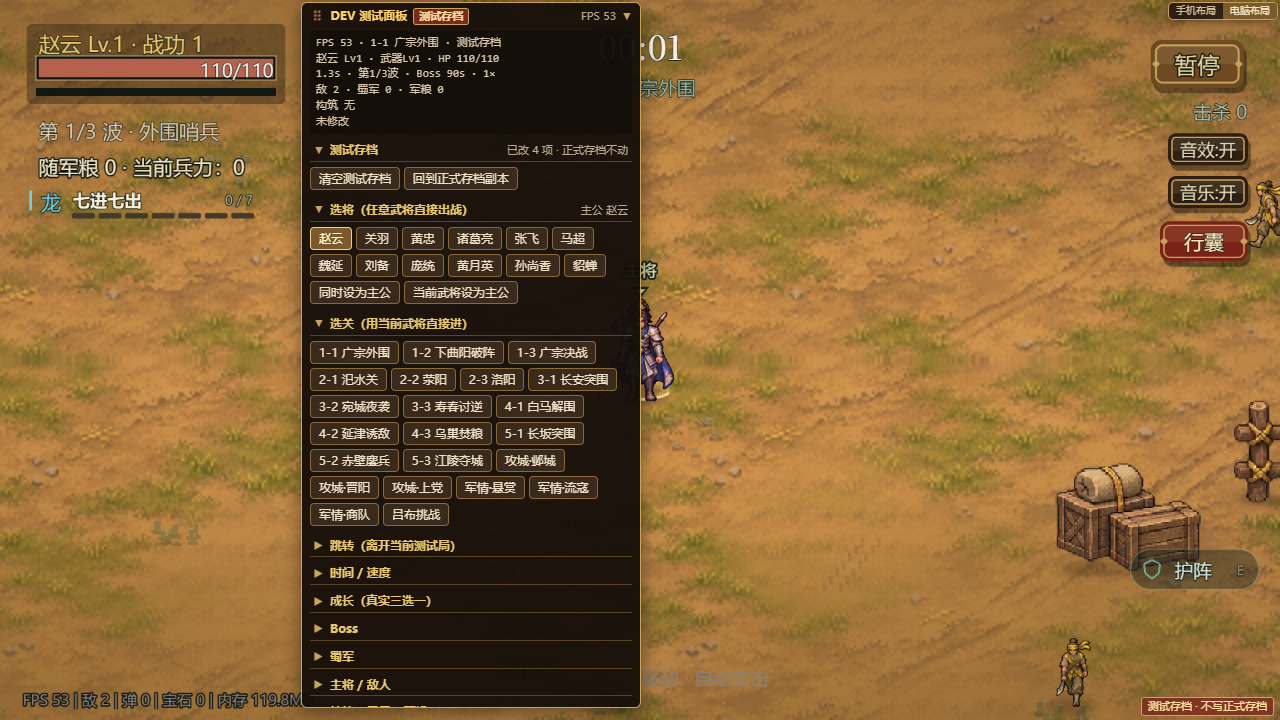 赵云 Lv.1 · 战功 1
110/110
第 1/3 波 · 外围哨兵
随军粮 0 · 当前兵力：0
龙 七进七出 0/7
DEV 测试面板 测试存档 FPS 53 ▼
FPS 53 · 1-1 广宗外围 · 测试存档
赵云 Lv1 · 武器Lv1 · HP 110/110
1.3s · 第1/3波 · Boss 90s · 1×
敌 2 · 蜀军 0 · 军粮 0
构筑 无
未修改
▼ 测试存档 已改 4 项 · 正式存档不动
清空测试存档 回到正式存档副本
▼ 选将（任意武将直接出战） 主公 赵云
赵云 关羽 黄忠 诸葛亮 张飞 马超
魏延 刘备 庞统 黄月英 孙尚香 貂蝉
同时设为主公 当前武将设为主公
▼ 选关（用当前武将直接进）
1-1 广宗外围 1-2 下曲阳破阵 1-3 广宗决战
2-1 汜水关 2-2 荥阳 2-3 洛阳 3-1 长安突围
3-2 宛城夜袭 3-3 寿春讨逆 4-1 白马解围
4-2 延津诱敌 4-3 乌巢焚粮 5-1 长坂突围
5-2 赤壁鏖兵 5-3 江陵夺城 攻城·邺城
攻城·晋阳 攻城·上党 军情·悬赏 军情·流寇
军情·商队 吕布挑战
▶ 跳转（离开当前测试局）
▶ 时间 / 速度
▶ 成长（真实三选一）
▶ Boss
▶ 蜀军
▶ 主将 / 敌人
:01
宗外围
将
手机布局 电脑布局
暂停
击杀 0
音效:开
音乐:开
行囊
护阵 E
自动攻击
FPS 53 | 敌 2 | 弹 0 | 宝石 0 | 内存 119.8M
测试存档 · 不写正式存档